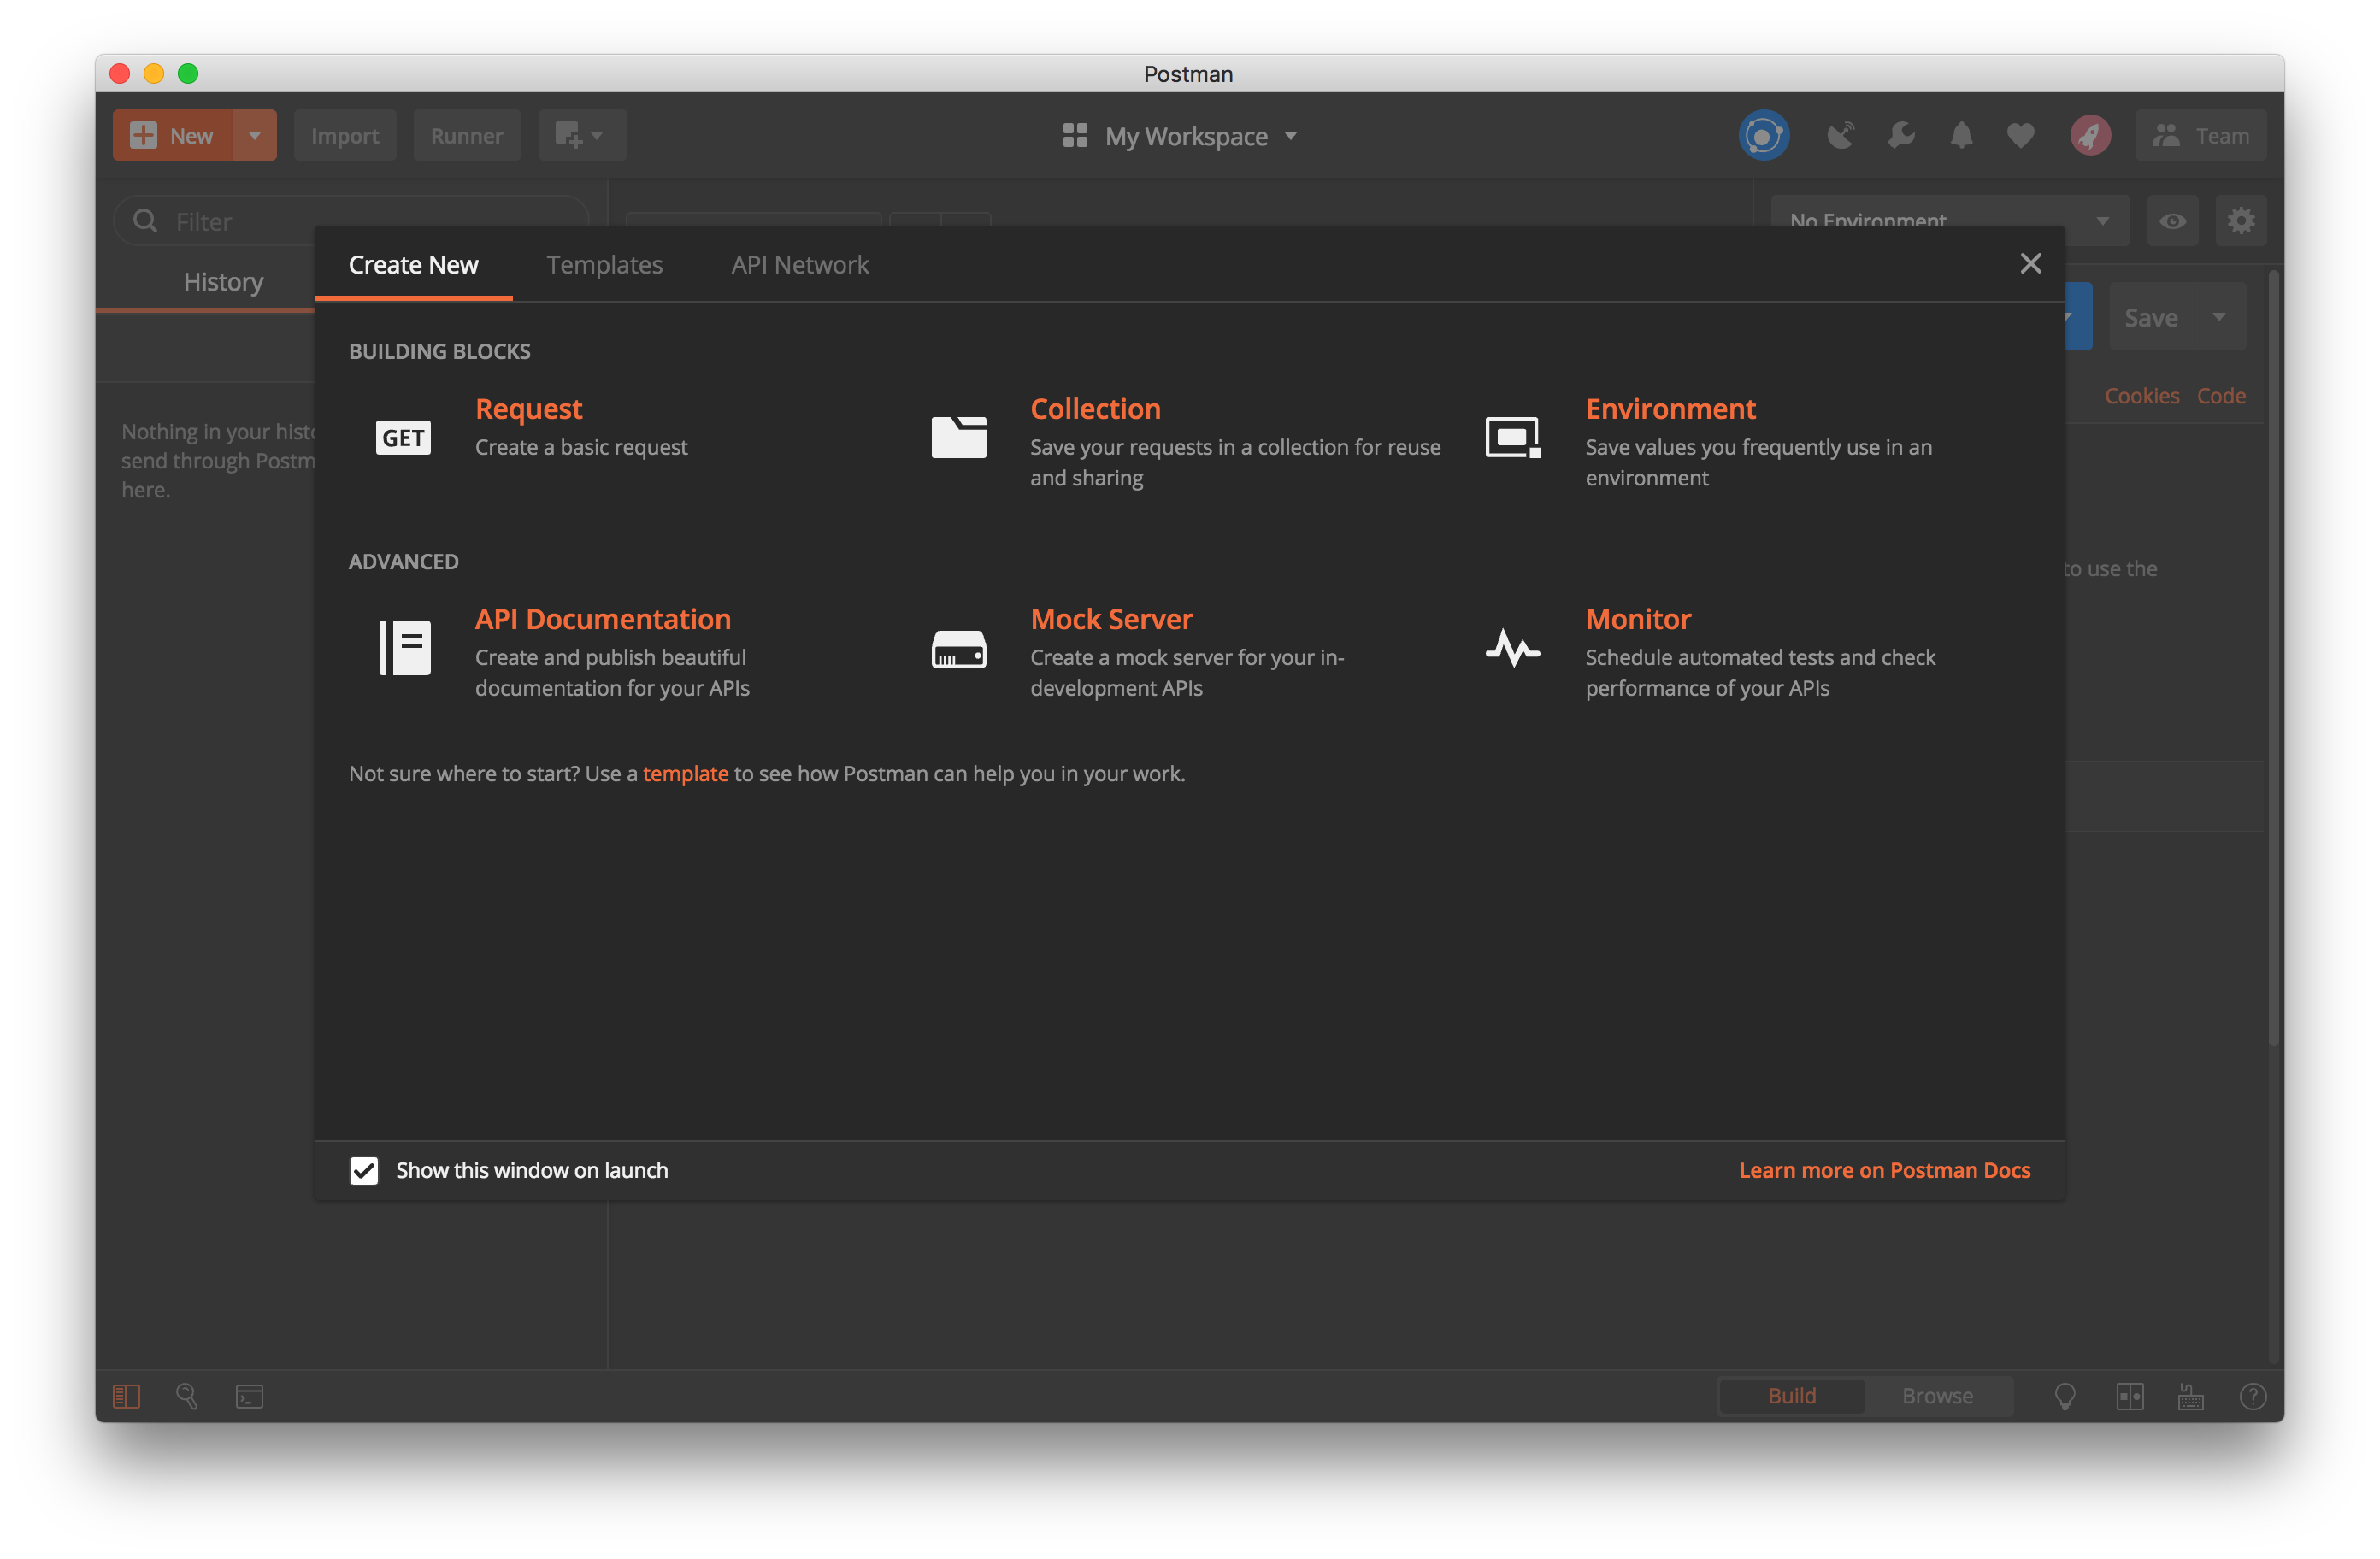 Postman
New
Import
Runner
My Workspace
Team
Filter
No Environment
History
Create New
Templates
API Network
Save
BUILDING BLOCKS
Cookies
Code
GET
Request
Create a basic request
Collection
Save your requests in a collection for reuse
and sharing
Environment
Save values you frequently use in an
environment
Nothing in your
send through
here.
ADVANCED
to use the
API Documentation
Create and publish beautiful
documentation for your APIs
Mock Server
Create a mock server for your in-
development APIs
Monitor
Schedule automated tests and check
performance of your APIs
Not sure where to start? Use a template to see how Postman can help you in your work.
Show this window on launch
Learn more on Postman Docs
Build
Browse